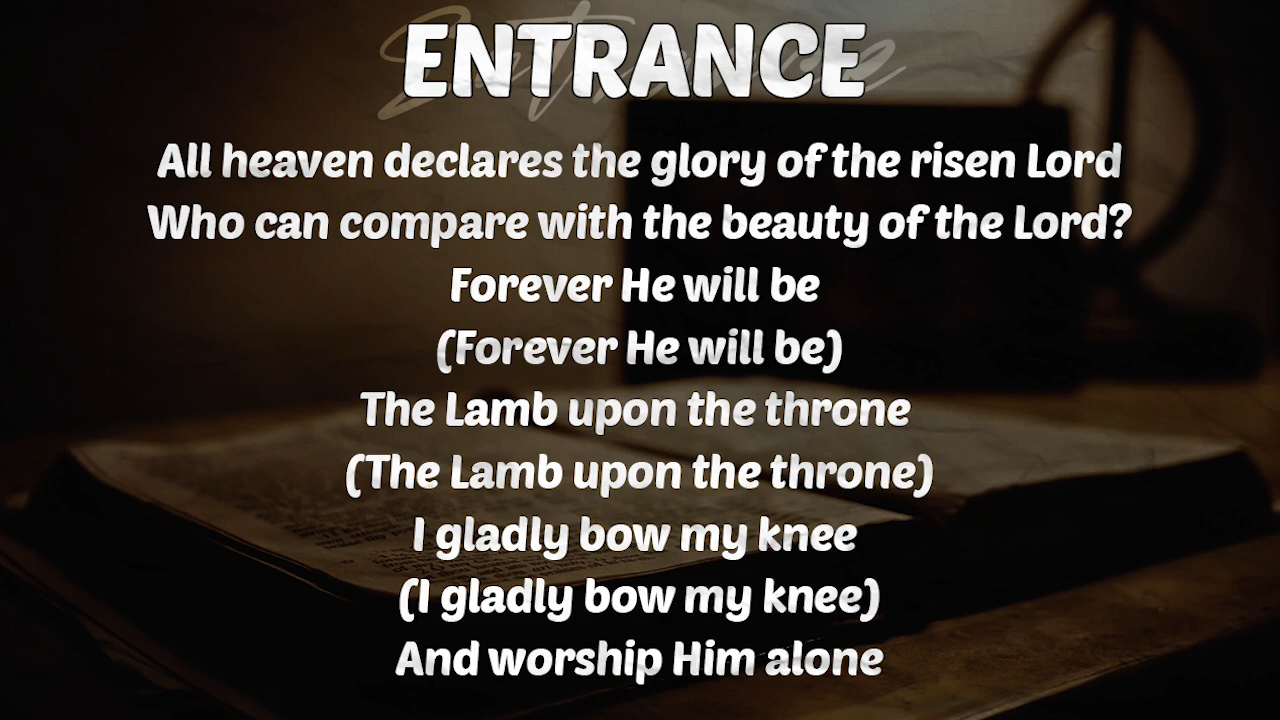 Entrance
ENTRANCE
All heaven declares the glory of the risen Lord
Who can compare with the beauty of the Lord?
Forever He will be
(Forever He will be)
The Lamb upon the throne
(The Lamb upon the throne)
I gladly bow my knee
(I gladly bow my knee)
And worship Him alone